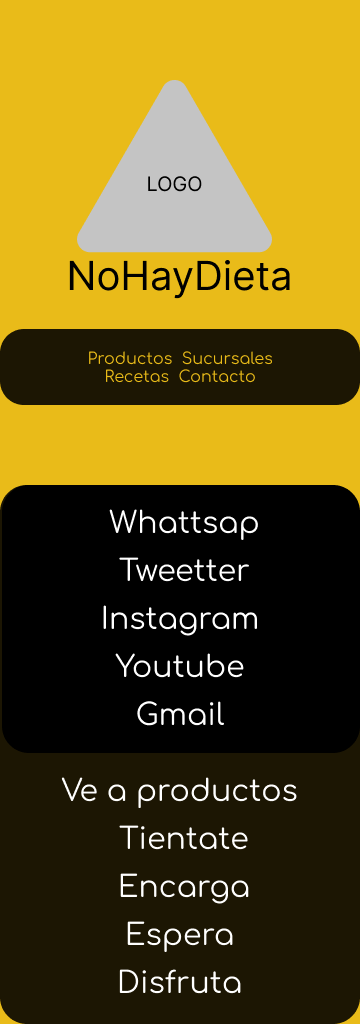 LOGO
NoHayDieta
Productos Sucursales
Recetas Contacto
Whattsap
Tweetter
Instagram
Youtube
Gmail
Ve a productos
Tientate
Encarga
Espera
Disfruta